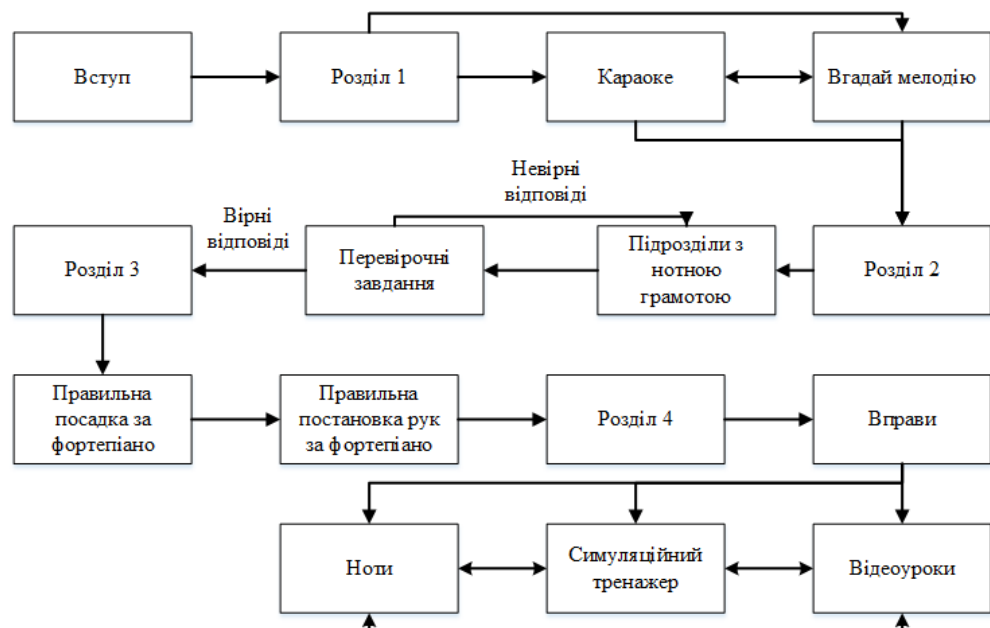 Вступ
Розділ 1
Караоке
Вгадай мелодію
Невірні
відповіді
Вірні
відповіді
Розділ 3
Перевірочні
завдання
Підрозділи з
нотною
грамотою
Розділ 2
Правильна
посадка за
фортепіано
Правильна
постановка рук
за фортепіано
Розділ 4
Вправи
Ноти
Симуляційний
тренажер
Відеоуроки